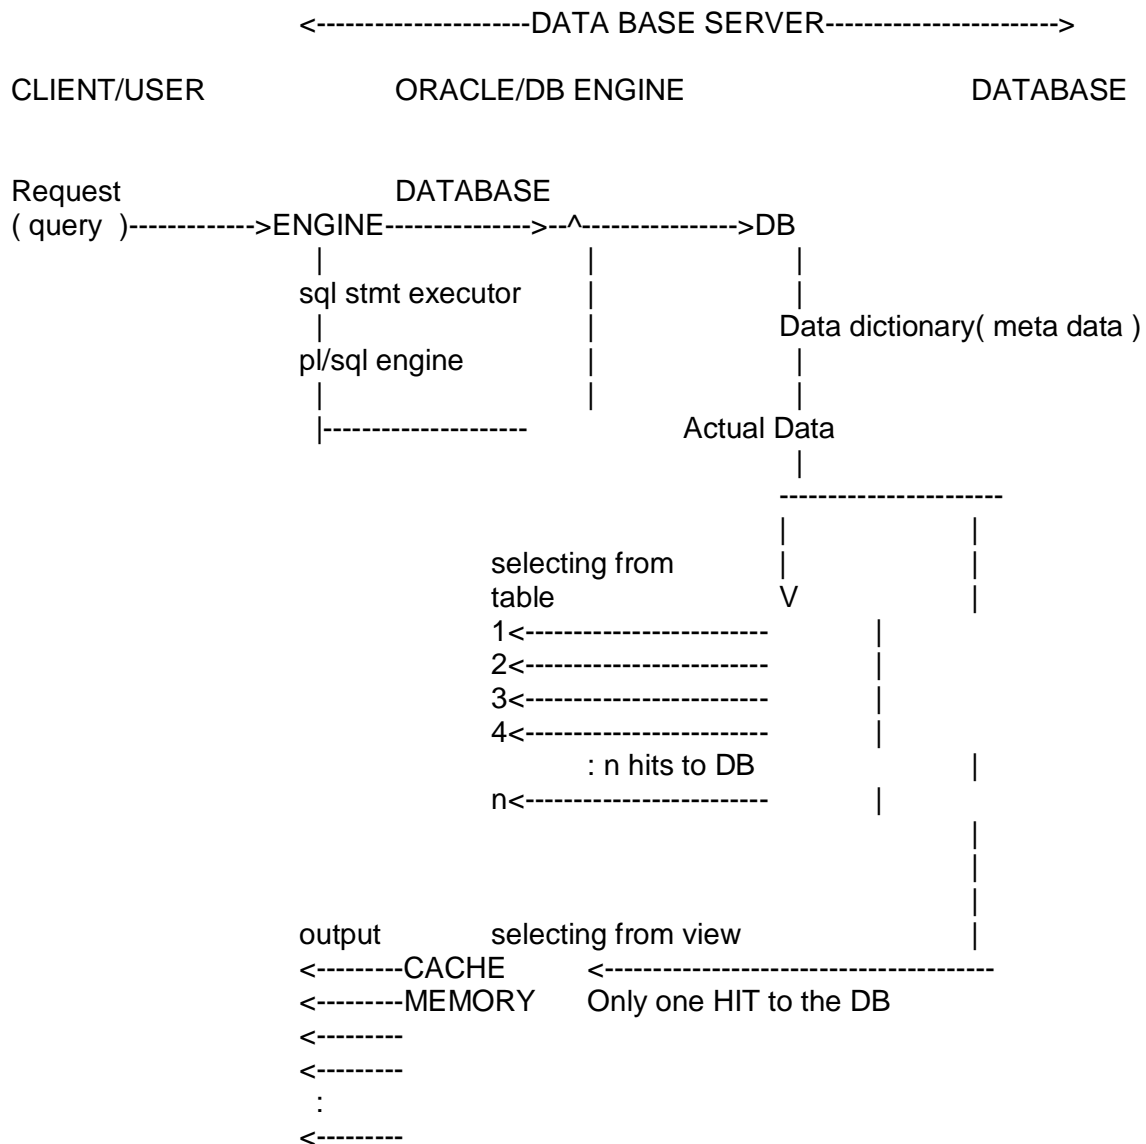 <----------------------DATA BASE SERVER------------------------>
CLIENT/USER ORACLE/DB ENGINE DATABASE
Request DATABASE
( query )------------->ENGINE--------------->--^---------------->DB
| | |
sql stmt executor | |
| | Data dictionary( meta data )
pl/sql engine | |
| | |
|--------------------- Actual Data
|
-----------------------
| |
selecting from | |
table V |
1<------------------------- |
2<------------------------- |
3<------------------------- |
4<------------------------- |
: n hits to DB |
n<------------------------- |
|
|
|
output selecting from view |
<---------CACHE <----------------------------------------
<---------MEMORY Only one HIT to the DB
<---------
<---------
:
<---------